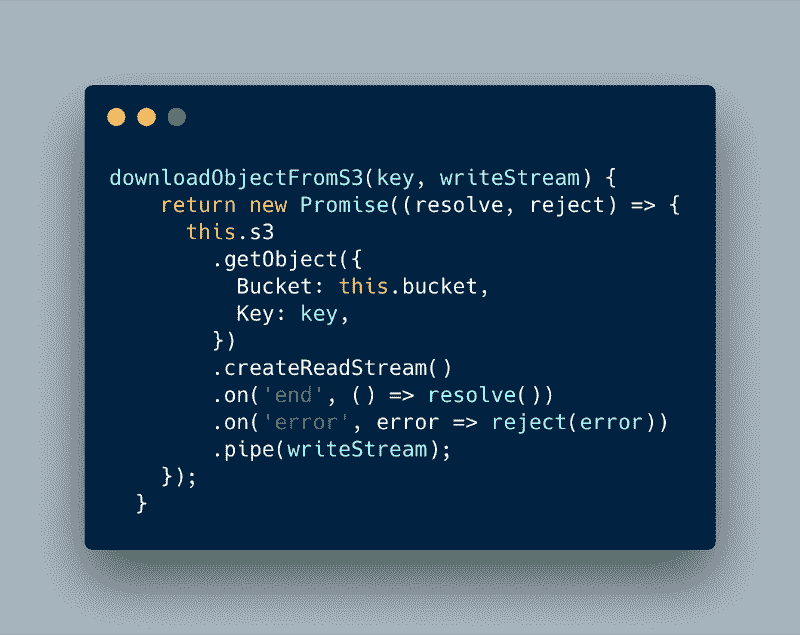 downloadObjectFromS3(key, writeStream) {
    return new Promise((resolve, reject) => {
      this.s3
        .getObject({
          Bucket: this.bucket,
          Key: key,
        })
        .createReadStream()
        .on('end', () => resolve())
        .on('error', error => reject(error))
        .pipe(writeStream);
    });
  }